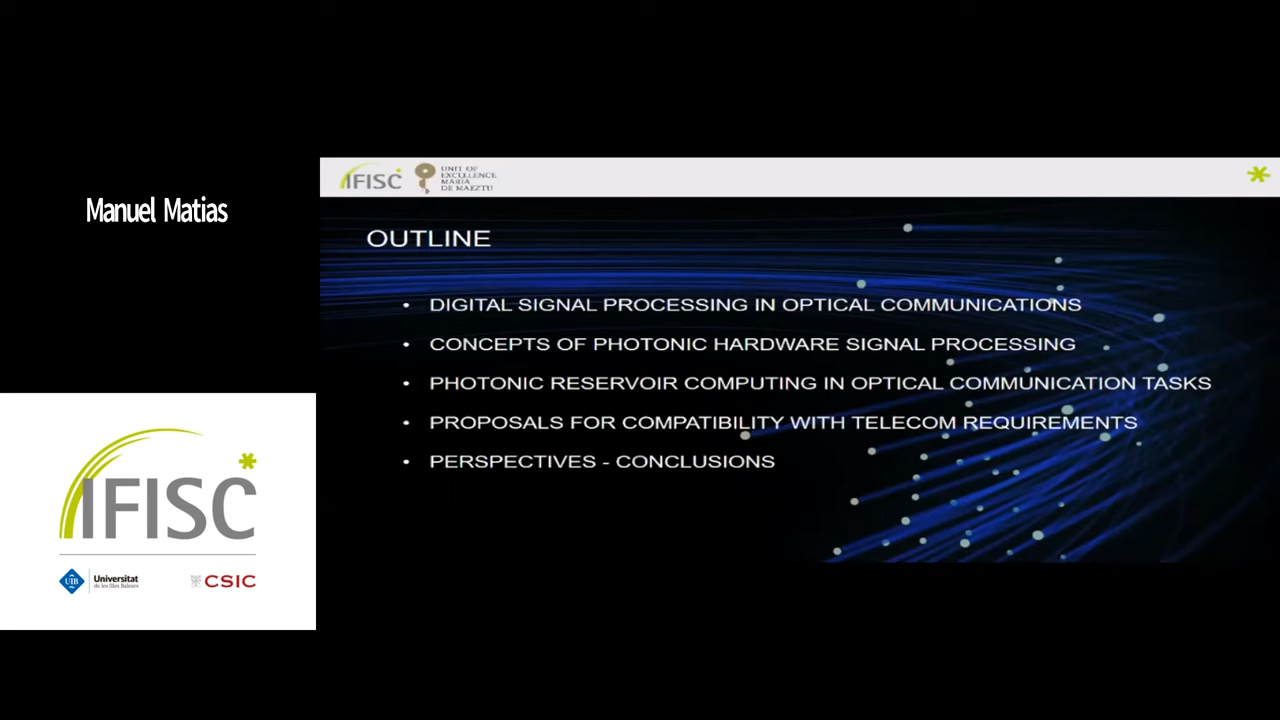 Manuel Matias
IFISC
UIB
Universitat
de les Illes Balears
CSIC
IFISC
UNIT OF
EXCELLENCE
MARÍA
DE MAEZTU
OUTLINE
• DIGITAL SIGNAL PROCESSING IN OPTICAL COMMUNICATIONS
• CONCEPTS OF PHOTONIC HARDWARE SIGNAL PROCESSING
• PHOTONIC RESERVOIR COMPUTING IN OPTICAL COMMUNICATION TASKS
• PROPOSALS FOR COMPATIBILITY WITH TELECOM REQUIREMENTS
• PERSPECTIVES - CONCLUSIONS